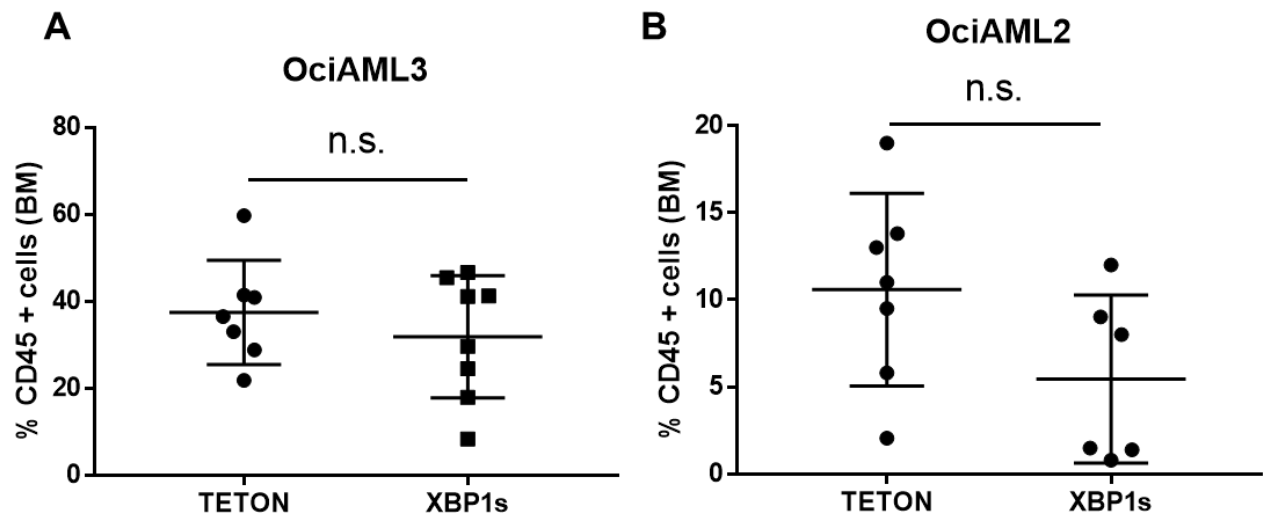 A
OciAML3
n.s.
% CD45 + cells (BM)
80
60
40
20
0
TETON
XBP1s
B
OciAML2
n.s.
% CD45 + cells (BM)
20
15
10
5
0
TETON
XBP1s